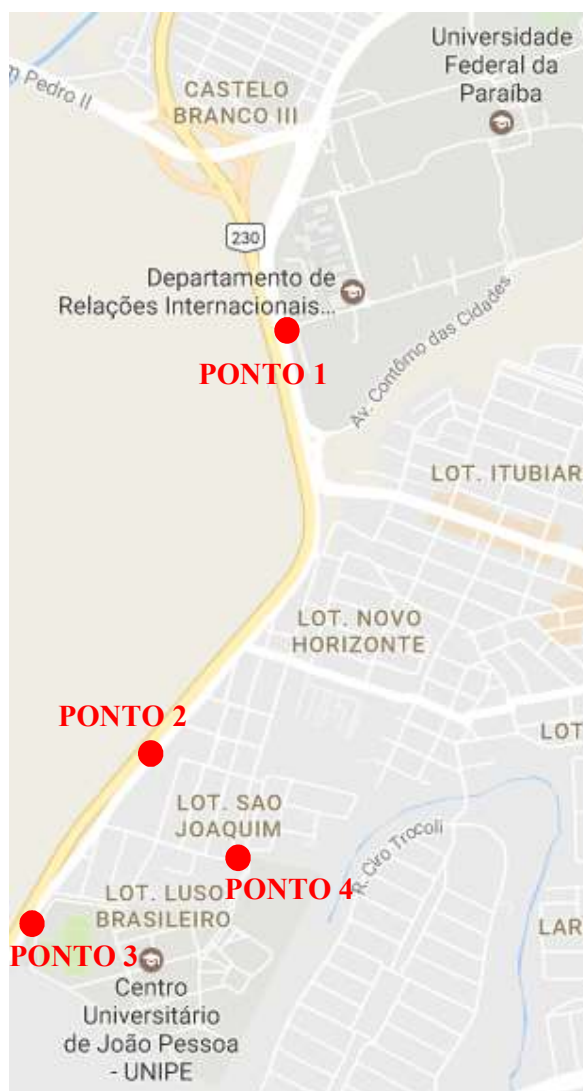 Universidade
Federal da
Paraíba
m Pedro II
CASTELO
BRANCO III
230
Departamento de
Relações Internacionais...
PONTO 1
Av. Contôrno das Cidades
LOT. ITUBIAR
LOT. NOVO
HORIZONTE
PONTO 2
LOT
LOT. SAO
JOAQUIM
R. Ciro Trocoli
PONTO 4
LOT. LUSO
BRASILEIRO
LAR
PONTO 3
Centro
Universitário
de João Pessoa
- UNIPE